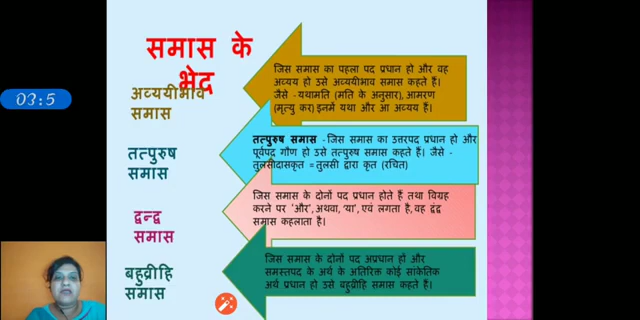 समास के
भेद
03:5
अव्ययीभाव
समास
जिस समास का पहला पद प्रधान हो और वह
अव्यय हो उसे अव्ययीभाव समास कहते हैं।
जैसे - यथामति (मति के अनुसार), आमरण
(मृत्यु कर) इनमें यथा और आ अव्यय हैं।
तत्पुरुष
समास
तत्पुरुष समास - जिस समास का उत्तरपद प्रधान हो और
पूर्वपद गौण हो उसे तत्पुरुष समास कहते हैं। जैसे -
तुलसीदासकृत = तुलसी द्वारा कृत (रचित)
द्वन्द्व
समास
जिस समास के दोनों पद प्रधान होते हैं तथा विग्रह
करने पर 'और', अथवा, 'या', एवं लगता है, वह द्वंद्व
समास कहलाता है।
बहुव्रीहि
समास
जिस समास के दोनों पद अप्रधान हों और
समस्तपद के अर्थ के अतिरिक्त कोई सांकेतिक
अर्थ प्रधान हो उसे बहुव्रीहि समास कहते हैं।